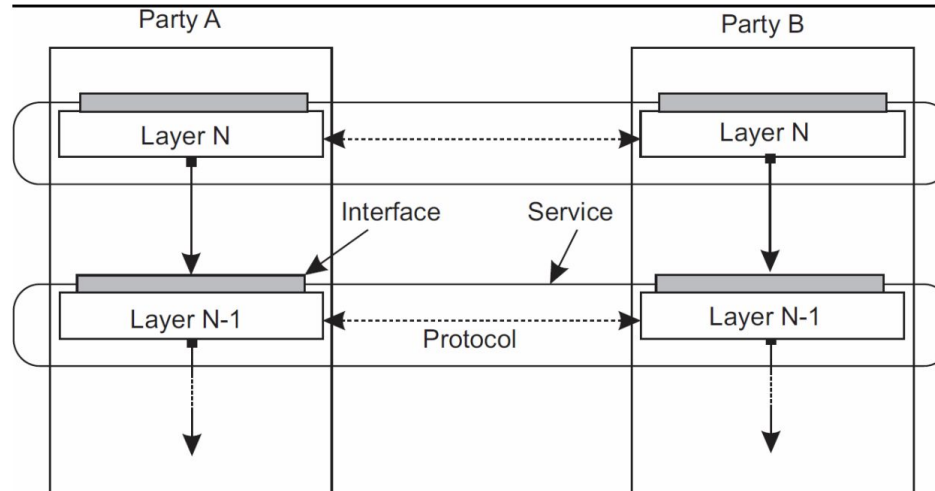 Party A
Party B
Layer N
Layer N
Interface
Service
Layer N-1
Protocol
Layer N-1